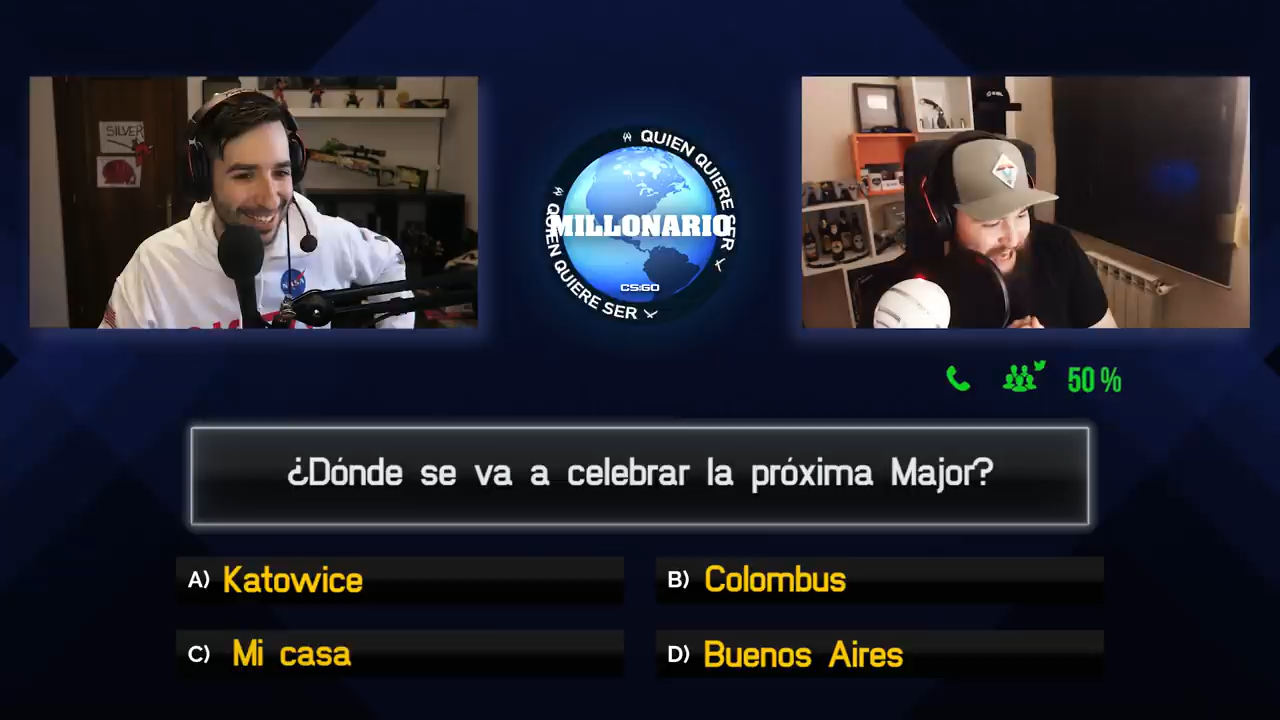 SILVER
QUIEN QUIERE SER
QUIEN QUIERE SER
MILLONARIO
CS:GO
NASA
50 %
¿Dónde se va a celebrar la próxima Major?
A) Katowice
B) Colombus
C) Mi casa
D) Buenos Aires